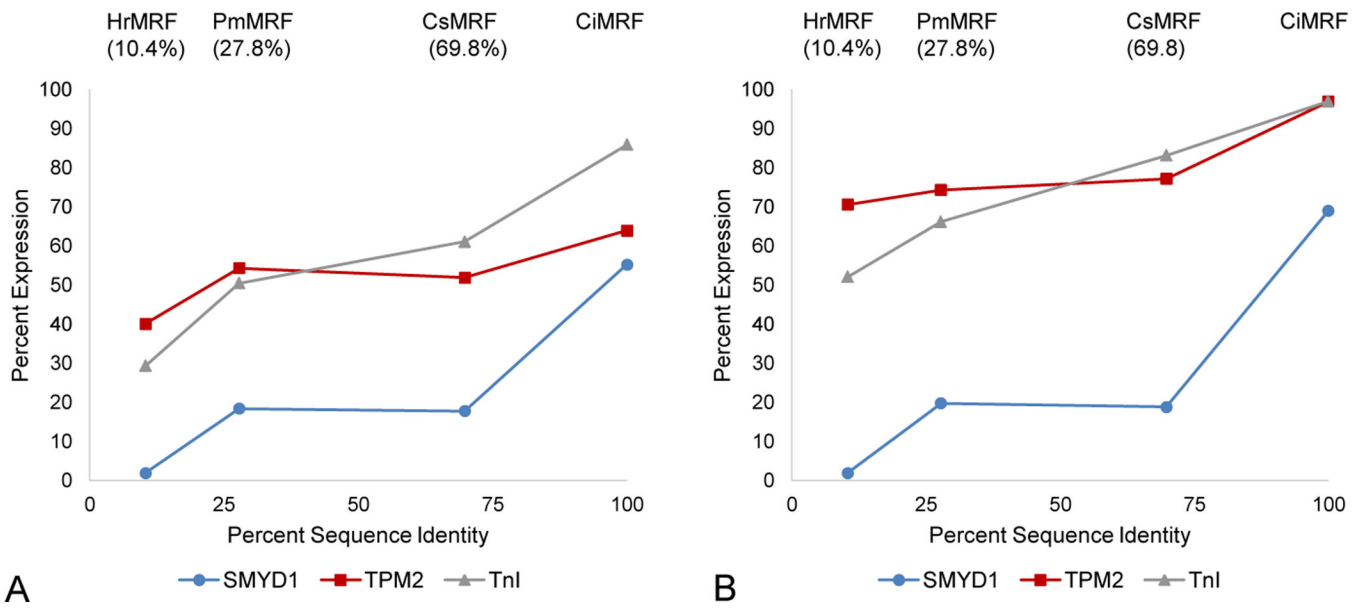 HrMRF PmMRF CsMRF CiMRF
(10.4%) (27.8%) (69.8%)
100
90
80
70
60
50
40
30
20
10
0
Percent Expression
0 25 50 75 100
Percent Sequence Identity
A SMYD1 TPM2 TnI
HrMRF PmMRF CsMRF CiMRF
(10.4%) (27.8%) (69.8)
100
90
80
70
60
50
40
30
20
10
0
Percent Expression
0 25 50 75 100
Percent Sequence Identity
B SMYD1 TPM2 TnI